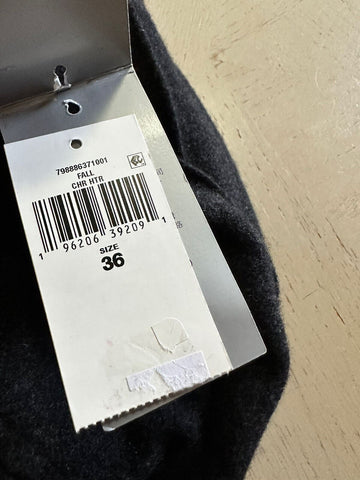 798886371001
FALL
CHR HTR
1 96206 39209 1
SIZE
36